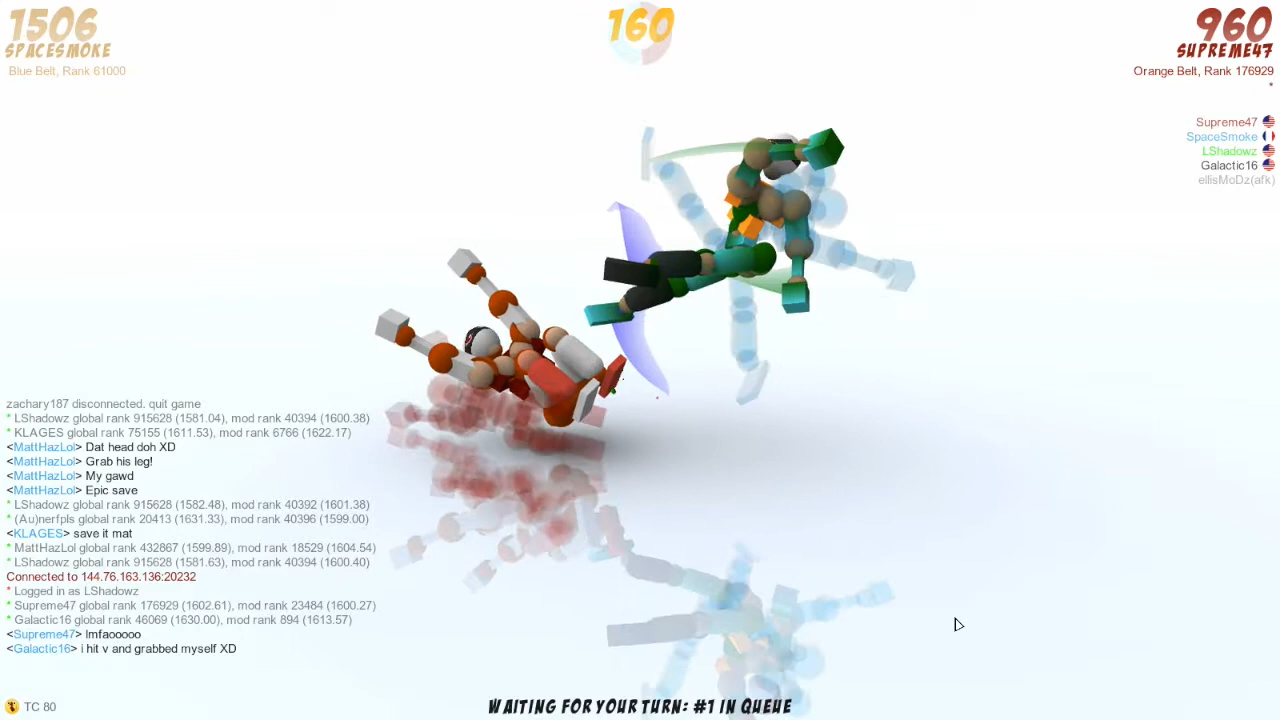 1506
SPACESMOKE
Blue Belt, Rank 61000
160
960
SUPREME47
Orange Belt, Rank 176929
*
Supreme47
SpaceSmoke
LShadowz
Galactic16
ellisMoDz(afk)
zachary187 disconnected. quit game
* LShadowz global rank 915628 (1581.04), mod rank 40394 (1600.38)
* KLAGES global rank 75155 (1611.53), mod rank 6766 (1622.17)
<MattHazLol> Dat head doh XD
<MattHazLol> Grab his leg!
<MattHazLol> My gawd
<MattHazLol> Epic save
* LShadowz global rank 915628 (1582.48), mod rank 40392 (1601.38)
* (Au)nerfpls global rank 20413 (1631.33), mod rank 40396 (1599.00)
<KLAGES> save it mat
* MattHazLol global rank 432867 (1599.89), mod rank 18529 (1604.54)
* LShadowz global rank 915628 (1581.63), mod rank 40394 (1600.40)
Connected to 144.76.163.136:20232
* Logged in as LShadowz
* Supreme47 global rank 176929 (1602.61), mod rank 23484 (1600.27)
* Galactic16 global rank 46069 (1630.00), mod rank 894 (1613.57)
<Supreme47> lmfaooooo
<Galactic16> i hit v and grabbed myself XD
TC 80
WAITING FOR YOUR TURN: #1 IN QUEUE